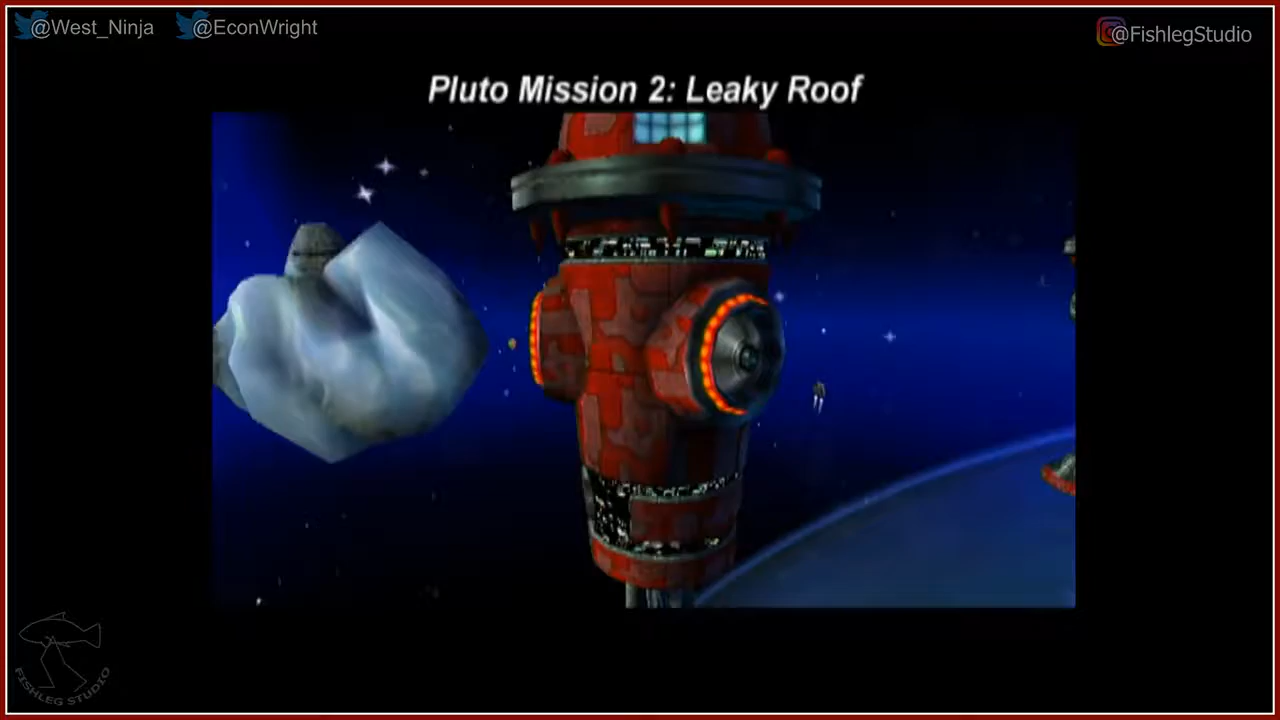 @West_Ninja @EconWright
@FishlegStudio
Pluto Mission 2: Leaky Roof
FISHLEG STUDIO